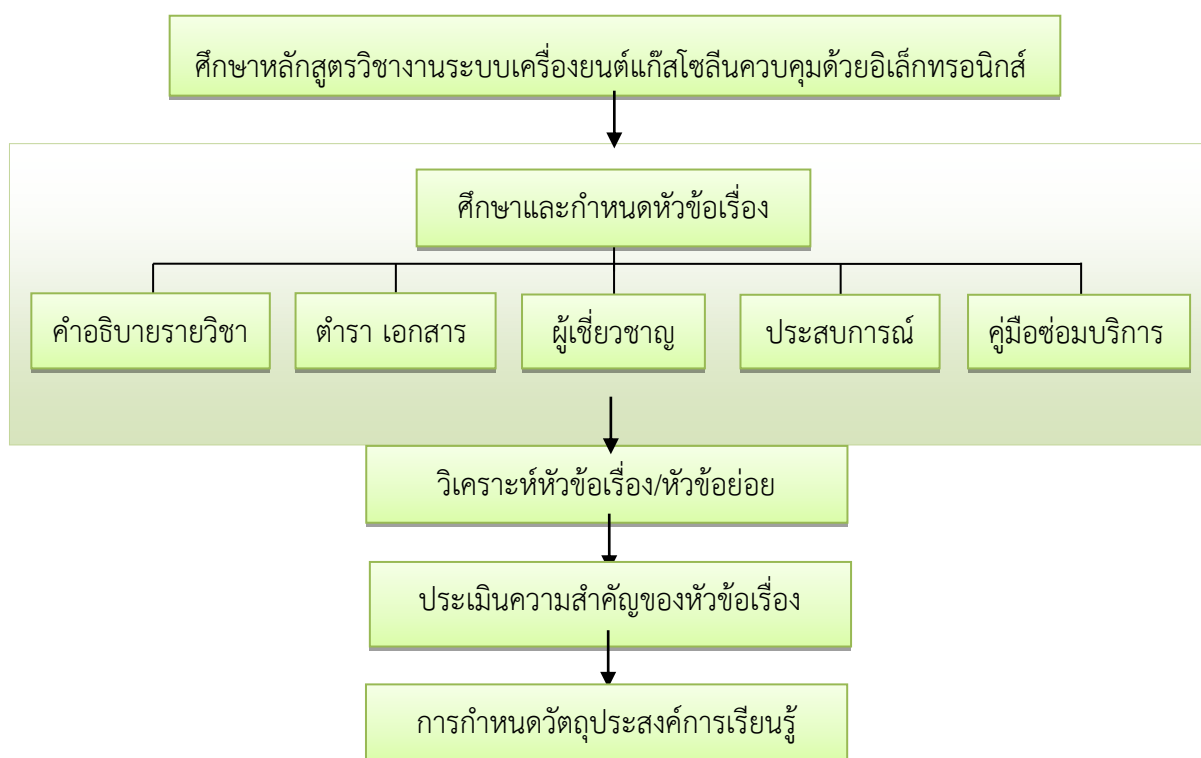 ศึกษาหลักสูตรวิชางานระบบเครื่องยนต์แก๊สโซลีนควบคุมด้วยอิเล็กทรอนิกส์
ศึกษาและกำหนดหัวข้อเรื่อง
คำอธิบายรายวิชา
ตำรา เอกสาร
ผู้เชี่ยวชาญ
ประสบการณ์
คู่มือซ่อมบริการ
วิเคราะห์หัวข้อเรื่อง/หัวข้อย่อย
ประเมินความสำคัญของหัวข้อเรื่อง
การกำหนดวัตถุประสงค์การเรียนรู้